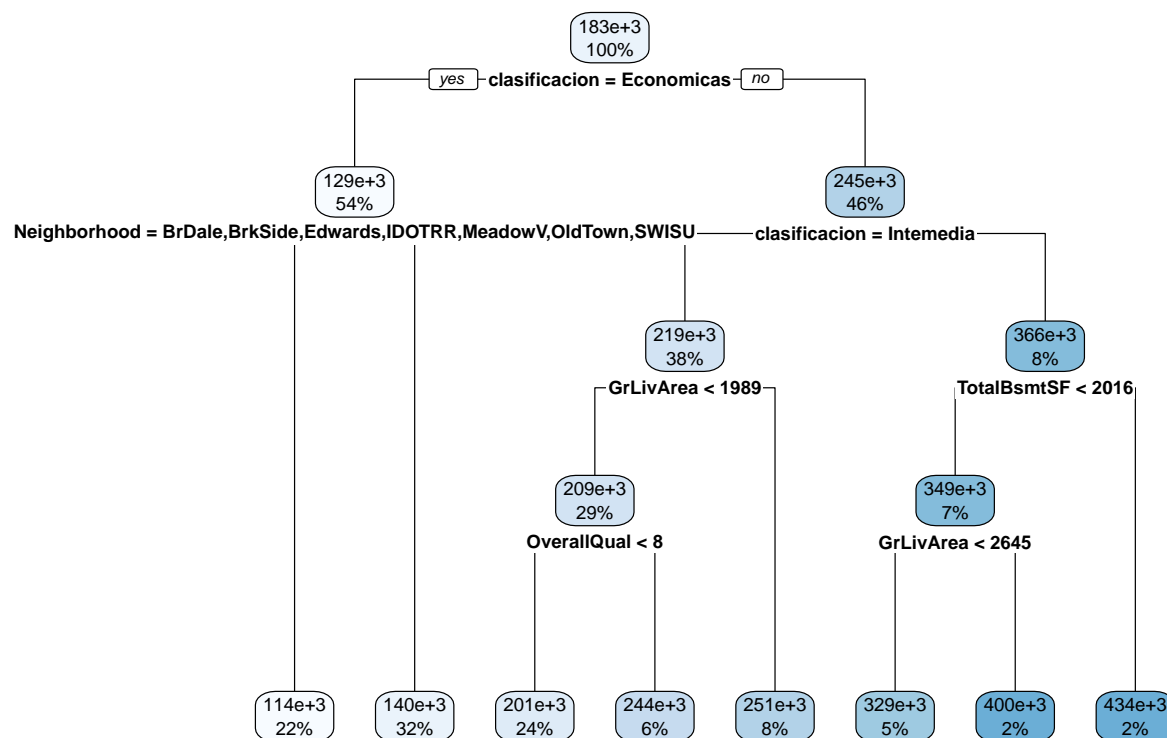 183e+3
100%
yes clasificacion = Economicas no
129e+3
54%
245e+3
46%
Neighborhood = BrDale,BrkSide,Edwards,IDOTRR,MeadowV,OldTown,SWISU
clasificacion = Intemedia
219e+3
38%
366e+3
8%
GrLivArea < 1989
TotalBsmtSF < 2016
209e+3
29%
349e+3
7%
OverallQual < 8
GrLivArea < 2645
114e+3
22%
140e+3
32%
201e+3
24%
244e+3
6%
251e+3
8%
329e+3
5%
400e+3
2%
434e+3
2%